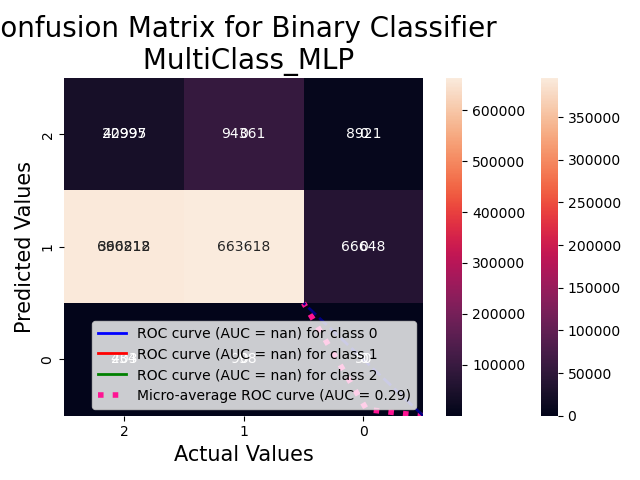 onfusion Matrix for Binary Classifier
MultiClass_MLP
Predicted Values
2
1
0
663618
ROC curve (AUC = nan) for class 0
ROC curve (AUC = nan) for class 1
ROC curve (AUC = nan) for class 2
Micro-average ROC curve (AUC = 0.29)
2
1
0
Actual Values
600000
500000
400000
300000
200000
100000
350000
300000
250000
200000
150000
100000
50000
0